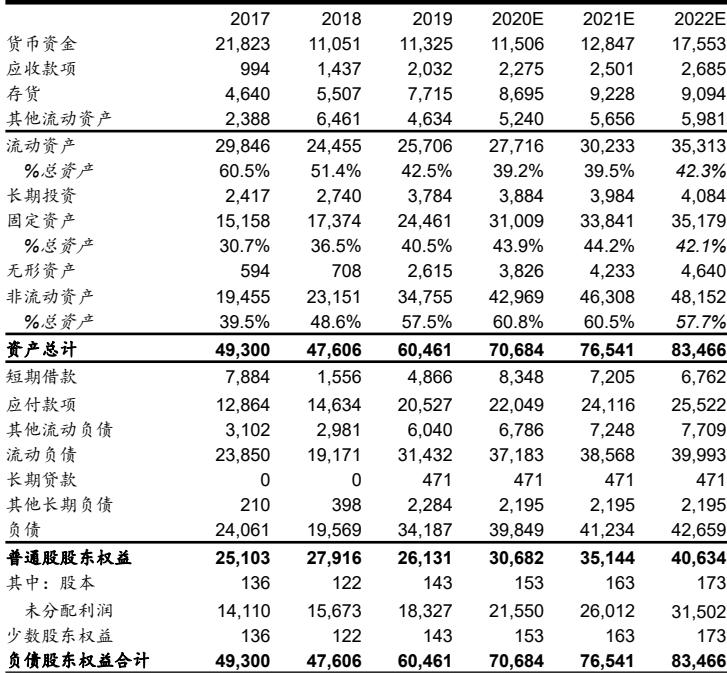 2017 2018 2019 2020E 2021E 2022E
货币资金 21,823 11,051 11,325 11,506 12,847 17,553
应收款项 994 1,437 2,032 2,275 2,501 2,685
存货 4,640 5,507 7,715 8,695 9,228 9,094
其他流动资产 2,388 6,461 4,634 5,240 5,656 5,981
流动资产 29,846 24,455 25,706 27,716 30,233 35,313
%总资产 60.5% 51.4% 42.5% 39.2% 39.5% 42.3%
长期投资 2,417 2,740 3,784 3,884 3,984 4,084
固定资产 15,158 17,374 24,461 31,009 33,841 35,179
%总资产 30.7% 36.5% 40.5% 43.9% 44.2% 42.1%
无形资产 594 708 2,615 3,826 4,233 4,640
非流动资产 19,455 23,151 34,755 42,969 46,308 48,152
%总资产 39.5% 48.6% 57.5% 60.8% 60.5% 57.7%
资产总计 49,300 47,606 60,461 70,684 76,541 83,466
短期借款 7,884 1,556 4,866 8,348 7,205 6,762
应付款项 12,864 14,634 20,527 22,049 24,116 25,522
其他流动负债 3,102 2,981 6,040 6,786 7,248 7,709
流动负债 23,850 19,171 31,432 37,183 38,568 39,993
长期贷款 0 0 471 471 471 471
其他长期负债 210 398 2,284 2,195 2,195 2,195
负债 24,061 19,569 34,187 39,849 41,234 42,659
普通股股东权益 25,103 27,916 26,131 30,682 35,144 40,634
其中：股本 136 122 143 153 163 173
未分配利润 14,110 15,673 18,327 21,550 26,012 31,502
少数股东权益 136 122 143 153 163 173
负债股东权益合计 49,300 47,606 60,461 70,684 76,541 83,466